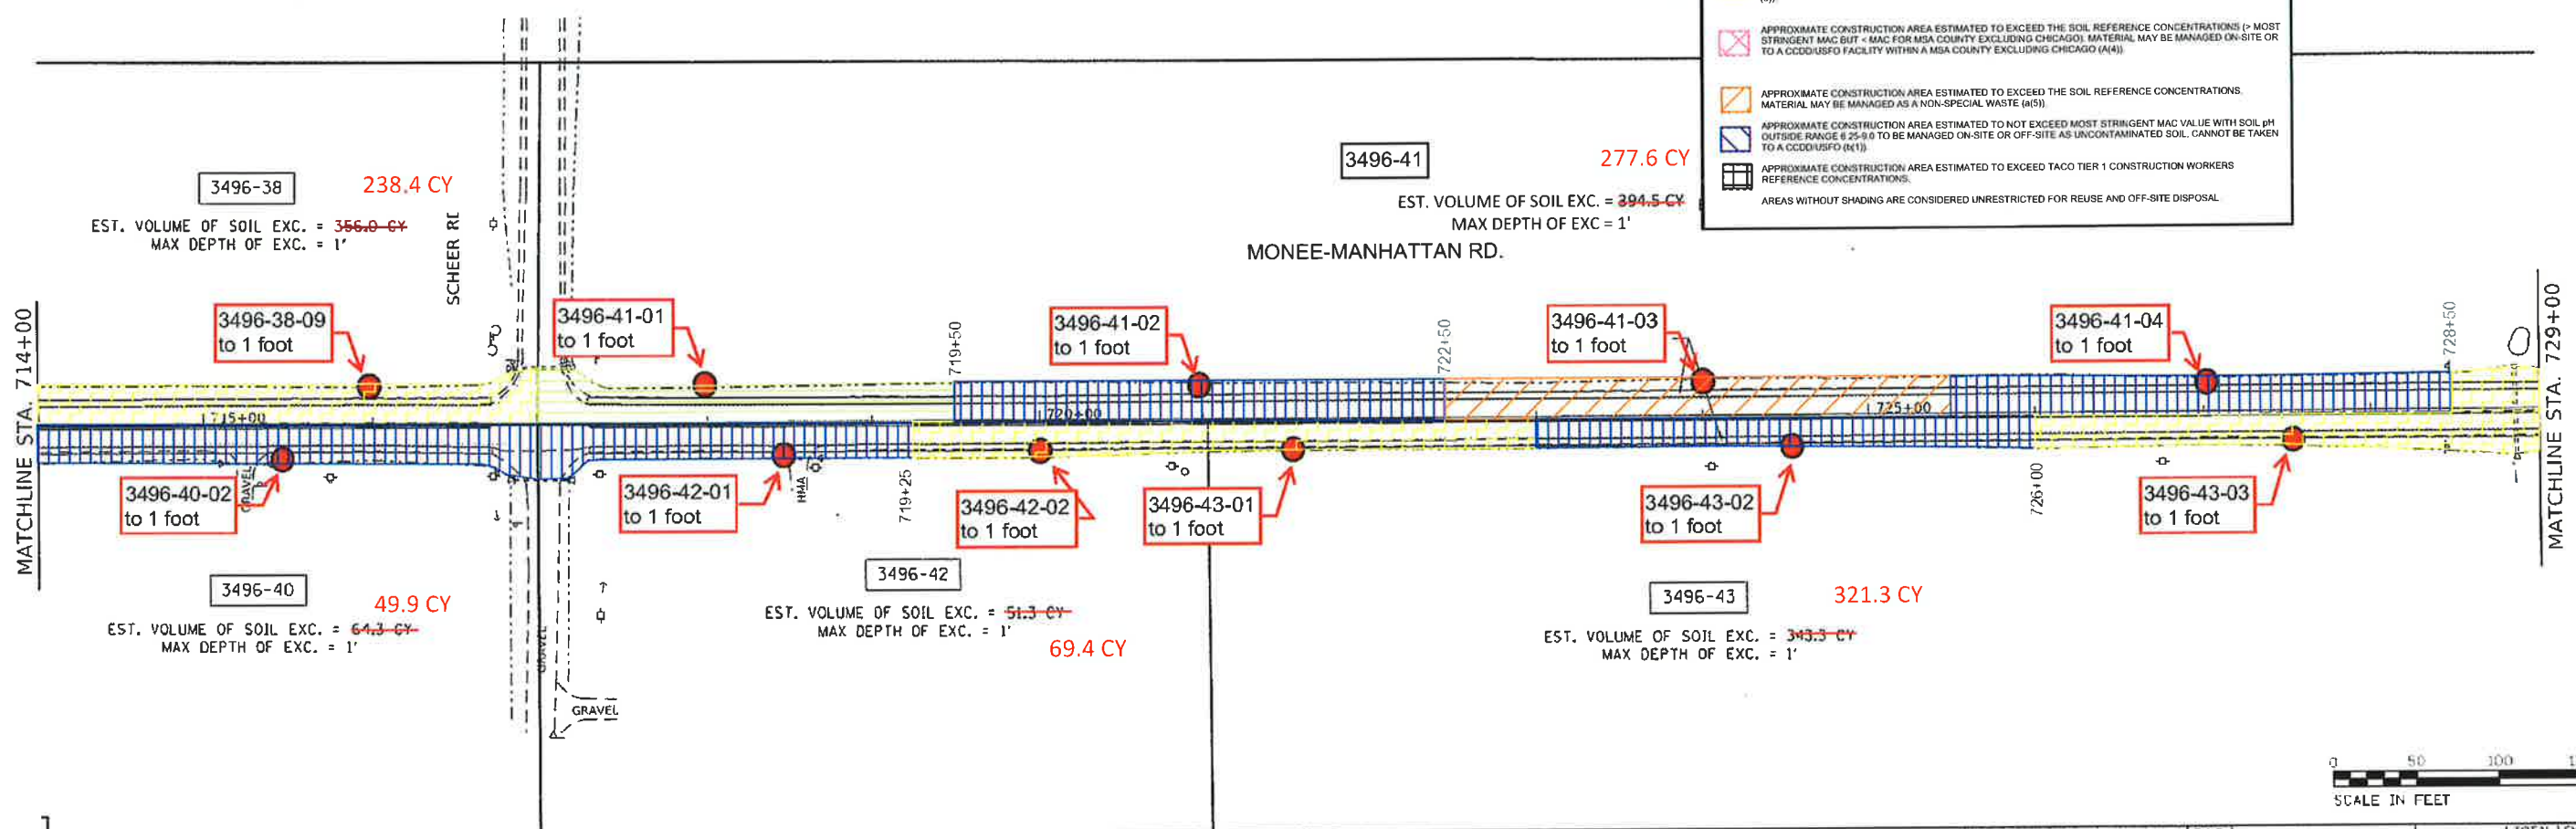 APPROXIMATE CONSTRUCTION AREA ESTIMATED TO EXCEED THE SOIL REFERENCE CONCENTRATIONS (> MOST
STRINGENT MAC BUT < MAC FOR MSA COUNTY EXCLUDING CHICAGO). MATERIAL MAY BE MANAGED ON-SITE OR
TO A CCDD/USFO FACILITY WITHIN A MSA COUNTY EXCLUDING CHICAGO (A(4)).
APPROXIMATE CONSTRUCTION AREA ESTIMATED TO EXCEED THE SOIL REFERENCE CONCENTRATIONS.
MATERIAL MAY BE MANAGED AS A NON-SPECIAL WASTE (a(5)).
APPROXIMATE CONSTRUCTION AREA ESTIMATED TO NOT EXCEED MOST STRINGENT MAC VALUE WITH SOIL pH
OUTSIDE RANGE 6.25-9.0 TO BE MANAGED ON-SITE OR OFF-SITE AS UNCONTAMINATED SOIL. CANNOT BE TAKEN
TO A CCDD/USFO (b(1)).
APPROXIMATE CONSTRUCTION AREA ESTIMATED TO EXCEED TACO TIER 1 CONSTRUCTION WORKERS
REFERENCE CONCENTRATIONS.
AREAS WITHOUT SHADING ARE CONSIDERED UNRESTRICTED FOR REUSE AND OFF-SITE DISPOSAL
3496-38
238.4 CY
EST. VOLUME OF SOIL EXC. = 356.0 CY
MAX DEPTH OF EXC. = 1'
SCHEER RE
3496-41
277.6 CY
EST. VOLUME OF SOIL EXC. = 394.5 CY
MAX DEPTH OF EXC = 1'
MONEE-MANHATTAN RD.
MATCHLINE STA. 714+00
3496-38-09
to 1 foot
3496-41-01
to 1 foot
719+50
3496-41-02
to 1 foot
722+50
3496-41-03
to 1 foot
3496-41-04
to 1 foot
728+50
MATCHLINE STA. 729+00
715+00
720+00
725+00
3496-40-02
to 1 foot
GRAVEL
3496-42-01
to 1 foot
HMA
719+25
3496-42-02
to 1 foot
3496-43-01
to 1 foot
3496-43-02
to 1 foot
726+00
3496-43-03
to 1 foot
3496-40
49.9 CY
EST. VOLUME OF SOIL EXC. = 64.3 CY
MAX DEPTH OF EXC. = 1'
3496-42
EST. VOLUME OF SOIL EXC. = 51.3 CY
MAX DEPTH OF EXC. = 1'
69.4 CY
3496-43
321.3 CY
EST. VOLUME OF SOIL EXC. = 343.3 CY
MAX DEPTH OF EXC. = 1'
GRAVEL
GRAVEL
0 50 100
SCALE IN FEET